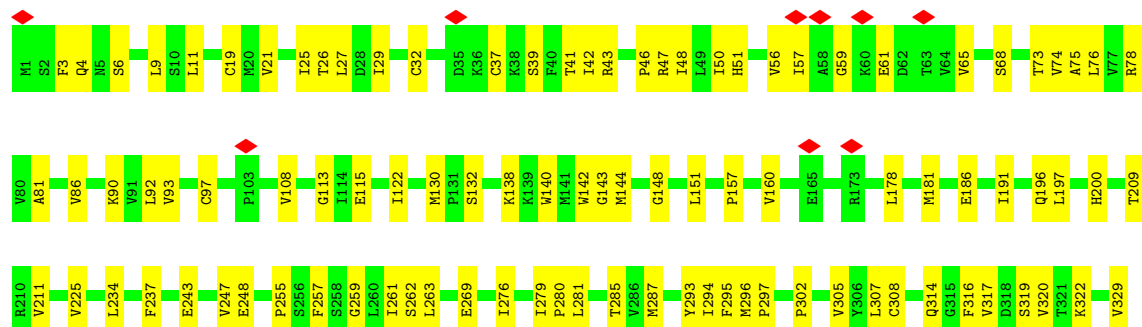 M1 S2 F3 Q4 N5 S6 L9 S10 L11 C19 M20 V21 I25 T26 L27 D28 I29 C32 D35 K36 C37 K38 S39 F40 T41 I42 R43 P46 R47 I48 L49 I50 H51 V56 I57 A58 G59 K60 E61 D62 T63 V64 V65 S68 T73 V74 A75 L76 V77 R78
V80 A81 V86 K90 V91 L92 V93 C97 P103 V108 G113 I114 E115 I122 M130 P131 S132 K138 K139 W140 M141 W142 G143 M144 G148 L151 P157 V160 E165 R173 L178 M181 E186 I191 Q196 L197 H200 T209
R210 V211 V225 L234 F237 E243 V247 E248 P255 S256 F257 S258 G259 L260 I261 S262 L263 E269 I276 I279 P280 L281 T285 V286 M287 Y293 I294 F295 M296 P297 P302 V305 Y306 L307 C308 Q314 G315 F316 V317 D318 S319 V320 T321 K322 V329